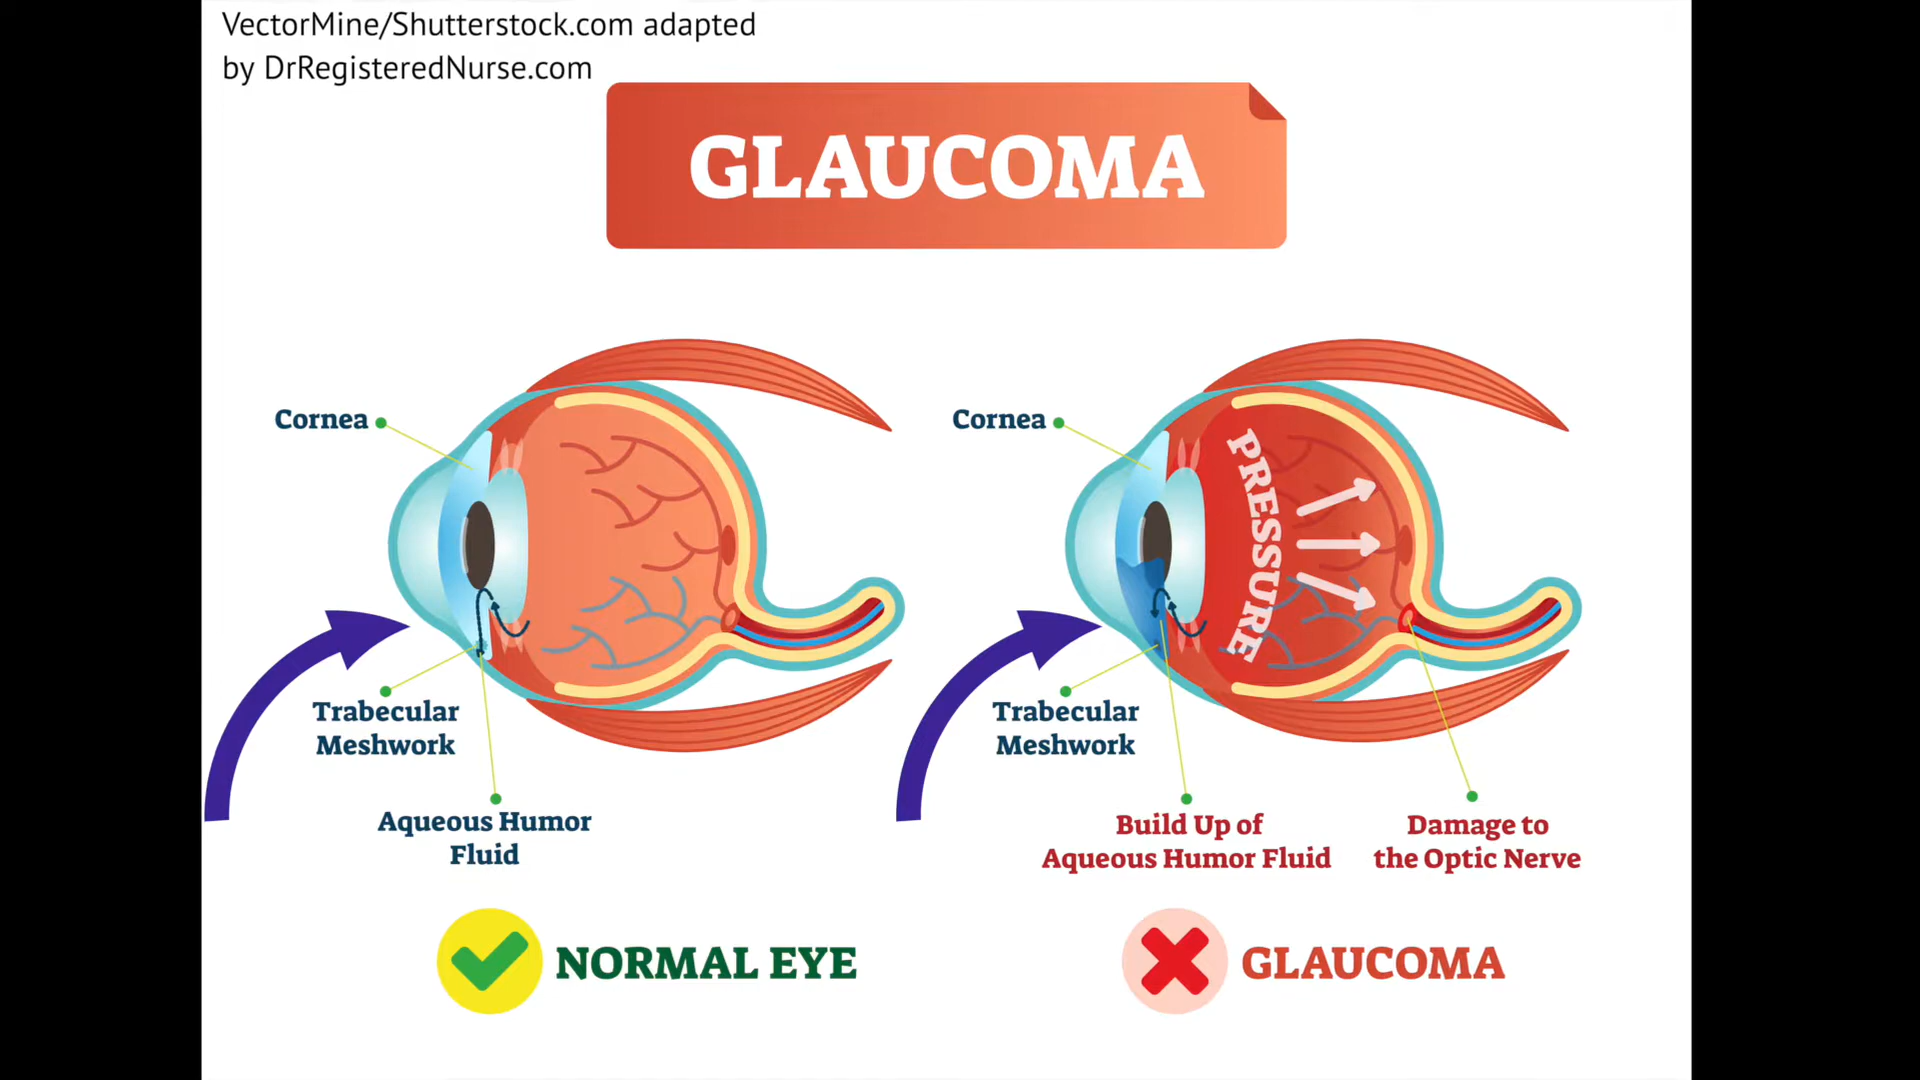 VectorMine/Shutterstock.com adapted
by DrRegisteredNurse.com
GLAUCOMA
Cornea
Trabecular
Meshwork
Aqueous Humor
Fluid
NORMAL EYE
Cornea
PRESSURE
Trabecular
Meshwork
Build Up of
Aqueous Humor Fluid
Damage to
the Optic Nerve
GLAUCOMA